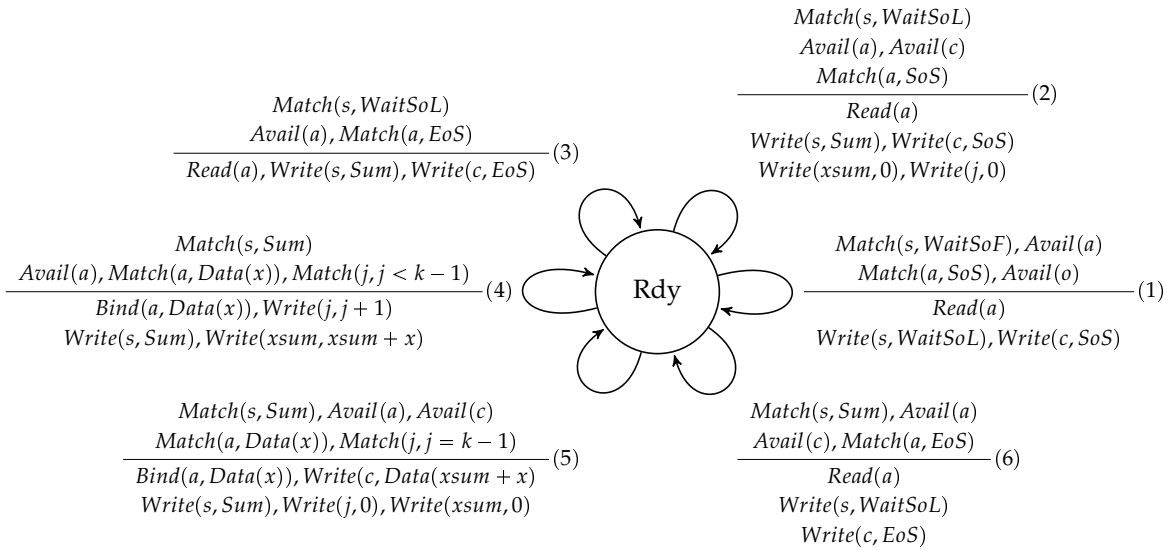 Match(s, WaitSoL)
Avail(a), Avail(c)
Match(a, SoS)
(2)
Read(a)
Write(s, Sum), Write(c, SoS)
Write(xsum, 0), Write(j, 0)
Match(s, WaitSoL)
Avail(a), Match(a, EoS)
(3)
Read(a), Write(s, Sum), Write(c, EoS)
Match(s, Sum)
Avail(a), Match(a, Data(x)), Match(j, j < k − 1)
(4)
Bind(a, Data(x)), Write(j, j + 1)
Write(s, Sum), Write(xsum, xsum + x)
Rdy
Match(s, WaitSoF), Avail(a)
Match(a, SoS), Avail(o)
(1)
Read(a)
Write(s, WaitSoL), Write(c, SoS)
Match(s, Sum), Avail(a), Avail(c)
Match(a, Data(x)), Match(j, j = k − 1)
(5)
Bind(a, Data(x)), Write(c, Data(xsum + x)
Write(s, Sum), Write(j, 0), Write(xsum, 0)
Match(s, Sum), Avail(a)
Avail(c), Match(a, EoS)
(6)
Read(a)
Write(s, WaitSoL)
Write(c, EoS)